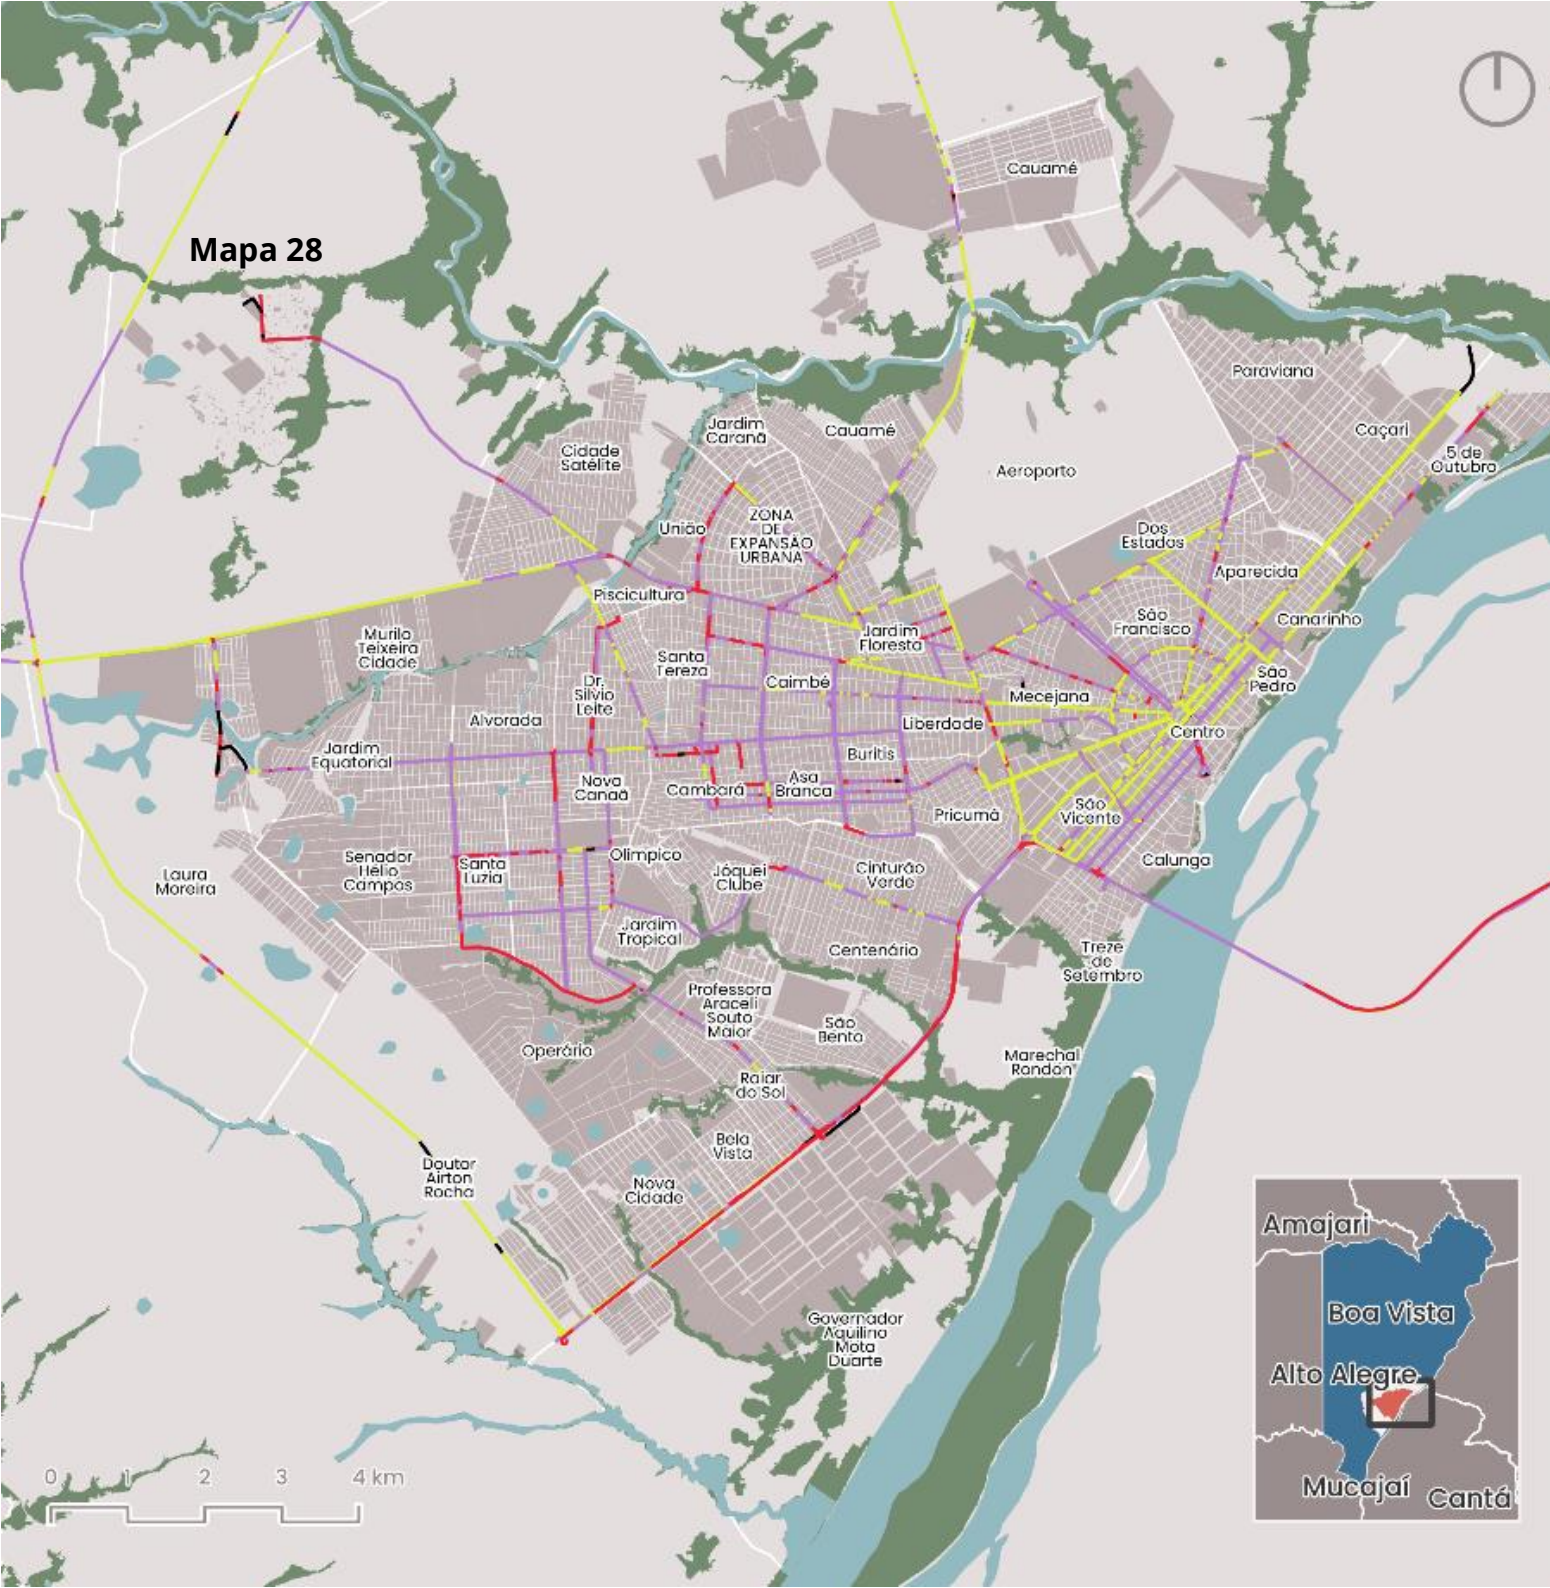 Cauamé
Mapa 28
Paraviana
Jardim
Caranã
Cauamé
Caçari
Cidade
Satélite
Aeroporto
5 de
Outubro
União
ZONA
DE
EXPANSÃO
URBANA
Dos
Estados
Aparecida
Piscicultura
Canarinho
São
Francisco
Jardim
Floresta
Murilo
Teixeira
Cidade
Santa
Tereza
São
Pedro
Caimbé
Dr.
Silvio
Leite
Mecejana
Alvorada
Liberdade
Centro
Jardim
Equatorial
Buritis
Nova
Canaã
Cambará
Asa
Branca
Pricumã
São
Vicente
Olímpico
Calunga
Senador
Hélio
Campos
Santa
Luzia
Jóquei
Clube
Cinturão
Verde
Laura
Moreira
Jardim
Tropical
Centenário
Treze
de
Setembro
Professora
Araceli
Souto
Maior
São
Bento
Operário
Marechal
Rondon
Raiar
do Sol
Bela
Vista
Doutor
Airton
Rocha
Nova
Cidade
Governador
Aquilino
Mota
Duarte
Amajari
Boa Vista
Alto Alegre
Mucajaí
Cantá
0 1 2 3 4 km